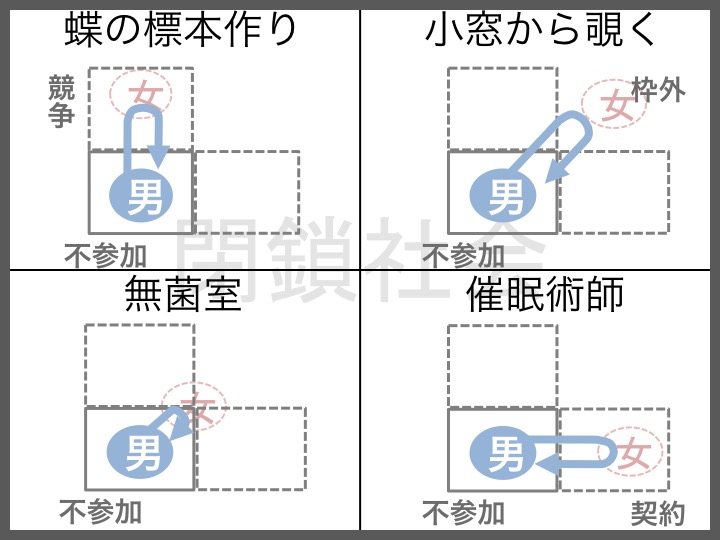 蝶の標本作り
競争
女
男
不参加
小窓から覗く
女
枠外
男
不参加
閉鎖社会
無菌室
女
男
不参加
催眠術師
男
女
不参加
契約